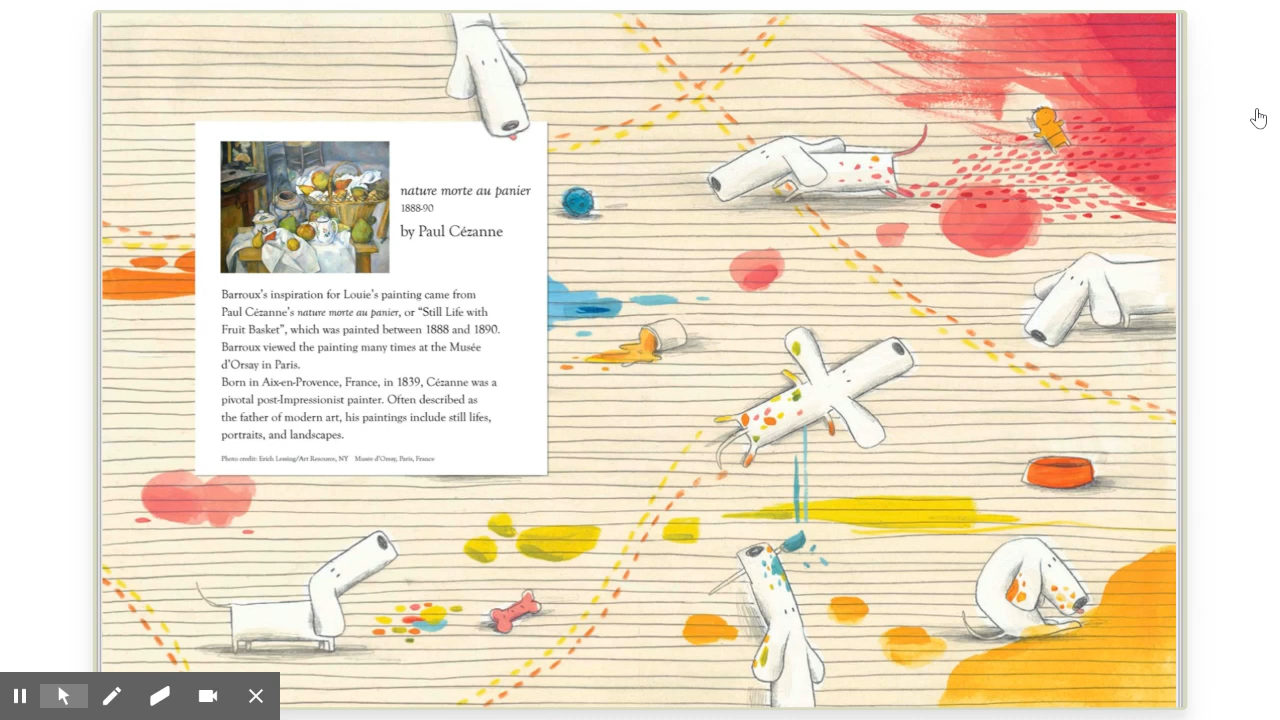 nature morte au panier
1888-90
by Paul Cézanne
Barroux's inspiration for Louie's painting came from
Paul Cézanne's nature morte au panier, or "Still Life with
Fruit Basket", which was painted between 1888 and 1890.
Barroux viewed the painting many times at the Musée
d'Orsay in Paris.
Born in Aix-en-Provence, France, in 1839, Cézanne was a
pivotal post-Impressionist painter. Often described as
the father of modern art, his paintings include still lifes,
portraits, and landscapes.
Photo credit: Erich Lessing/Art Resource, NY Musée d'Orsay, Paris, France